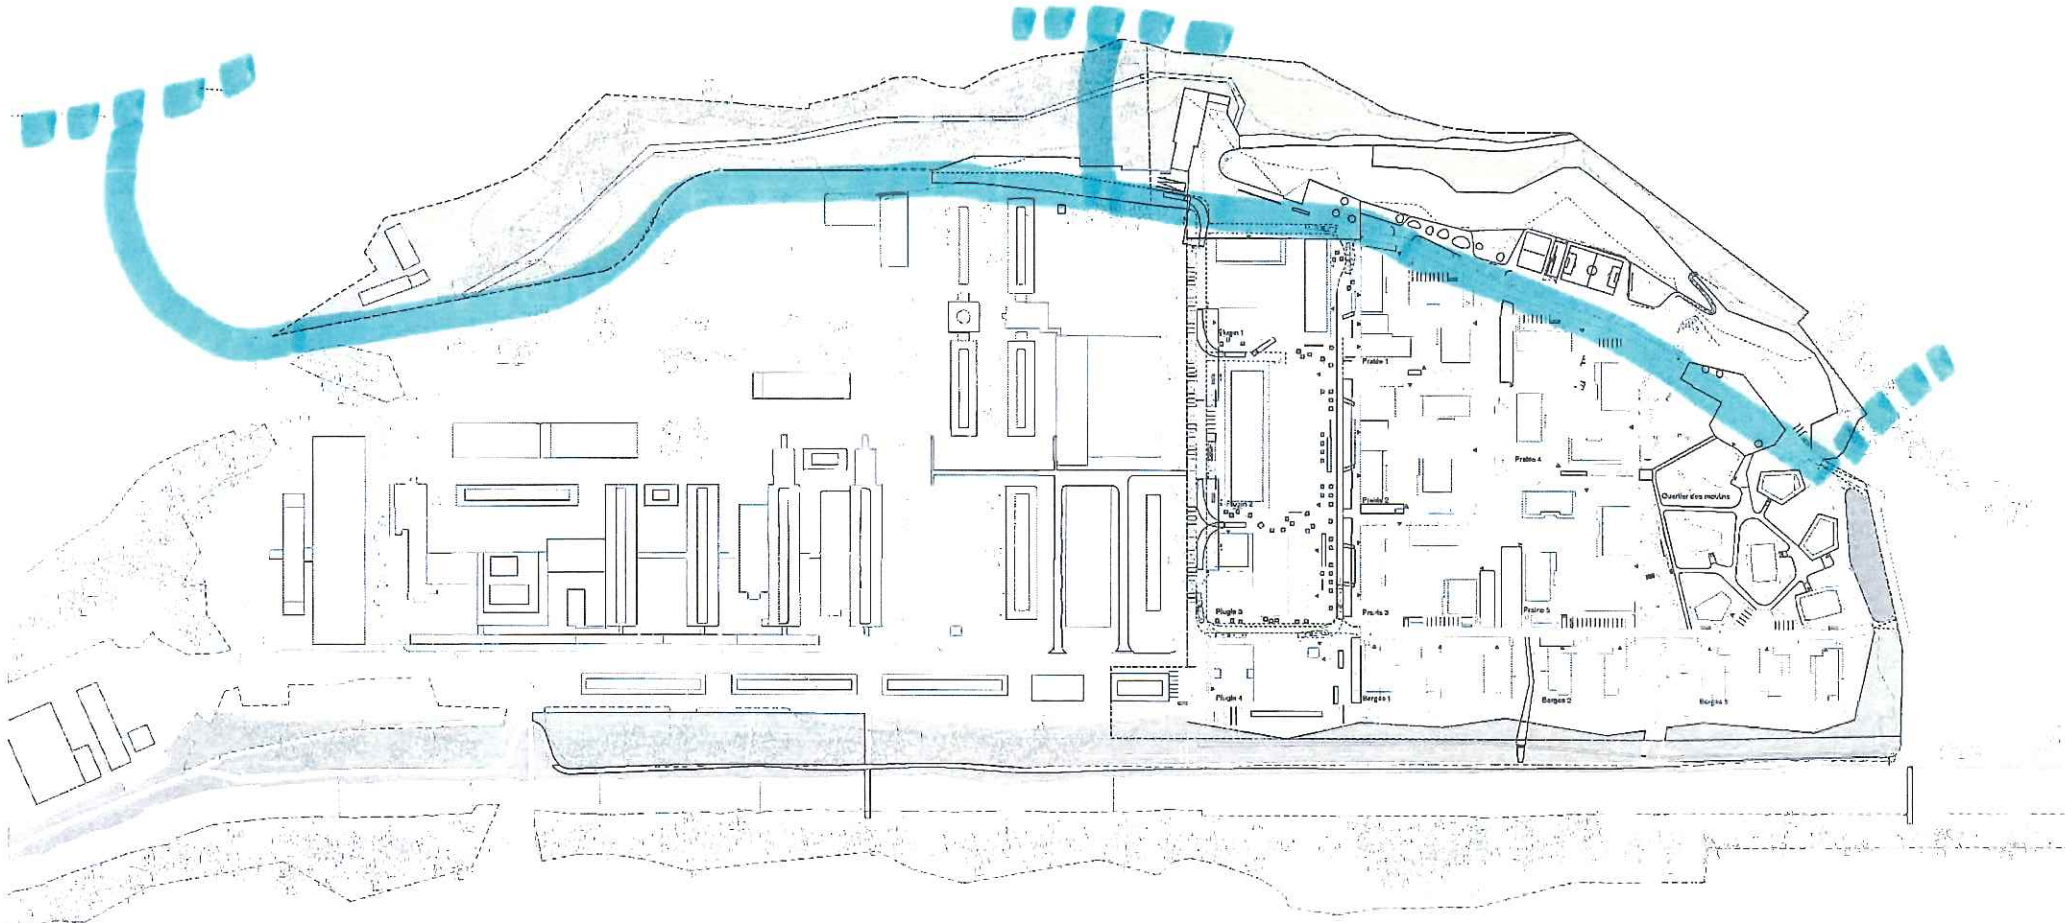 Plugin 1
Prairie 1
Prairie 4
Quartier des moulins
Prairie 2
Plugin 2
Plugin 3
Prairie 3
Prairie 5
Plugin 4
Berges 1
Berges 2
Berges 3